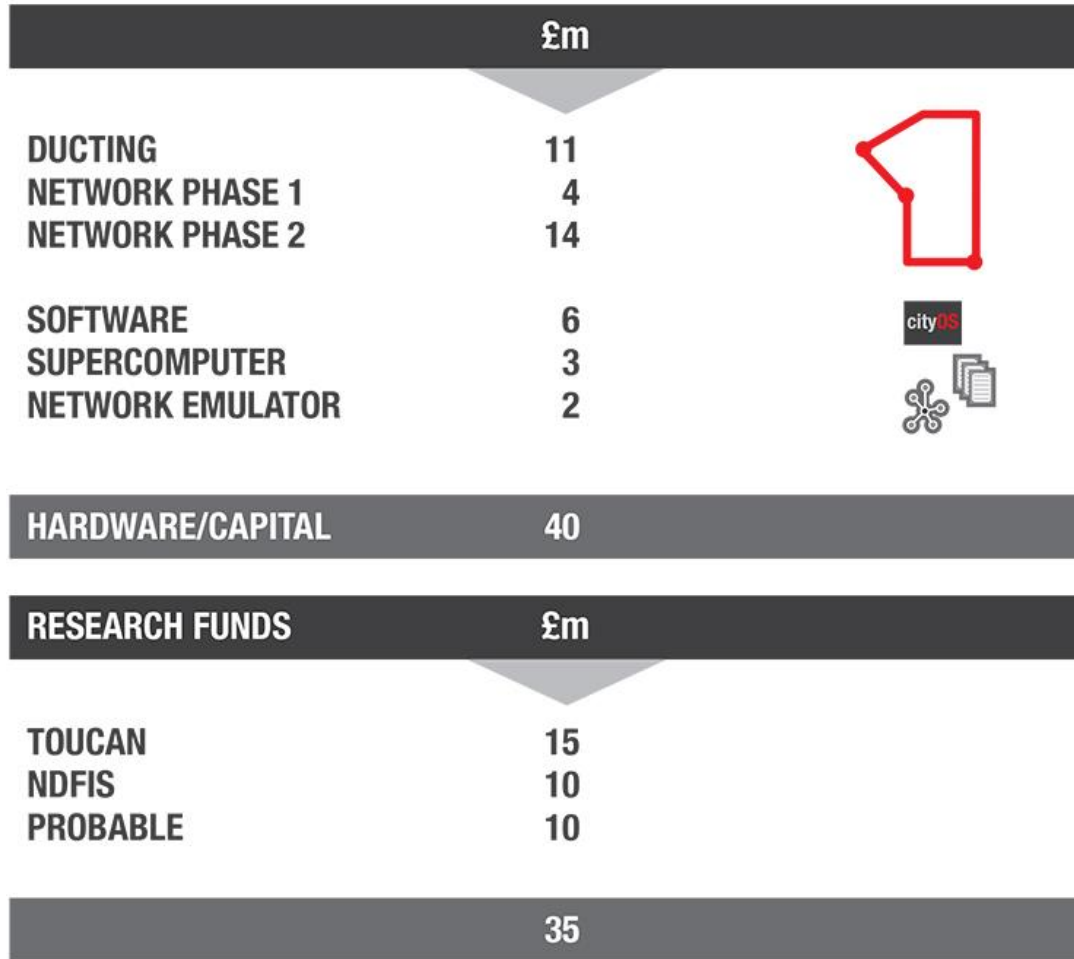 £m
DUCTING 11
NETWORK PHASE 1 4
NETWORK PHASE 2 14
SOFTWARE 6
cityOS
SUPERCOMPUTER 3
NETWORK EMULATOR 2
HARDWARE/CAPITAL 40
RESEARCH FUNDS £m
TOUCAN 15
NDFIS 10
PROBABLE 10
35